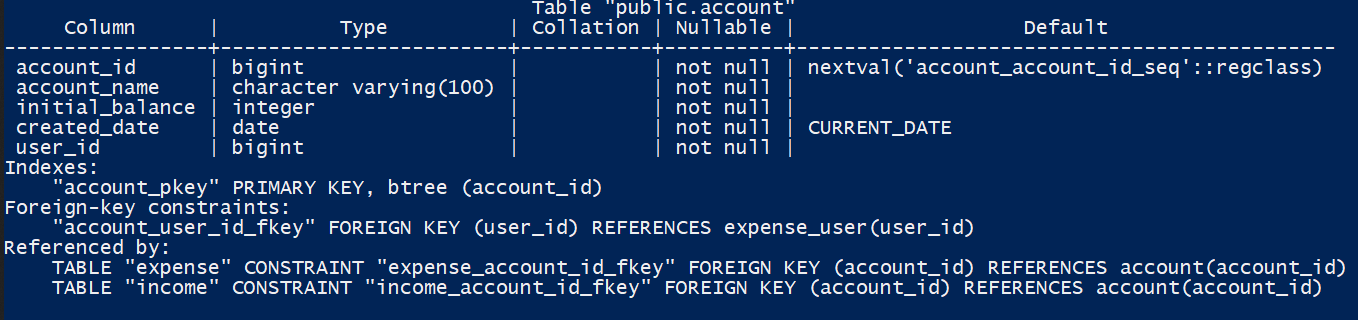 Table "public.account"
     Column      |          Type          | Collation | Nullable |                   Default
-----------------+------------------------+-----------+----------+---------------------------------------------
 account_id      | bigint                 |           | not null | nextval('account_account_id_seq'::regclass)
 account_name    | character varying(100) |           | not null |
 initial_balance | integer                |           | not null |
 created_date    | date                   |           | not null | CURRENT_DATE
 user_id         | bigint                 |           | not null |
Indexes:
    "account_pkey" PRIMARY KEY, btree (account_id)
Foreign-key constraints:
    "account_user_id_fkey" FOREIGN KEY (user_id) REFERENCES expense_user(user_id)
Referenced by:
    TABLE "expense" CONSTRAINT "expense_account_id_fkey" FOREIGN KEY (account_id) REFERENCES account(account_id)
    TABLE "income" CONSTRAINT "income_account_id_fkey" FOREIGN KEY (account_id) REFERENCES account(account_id)